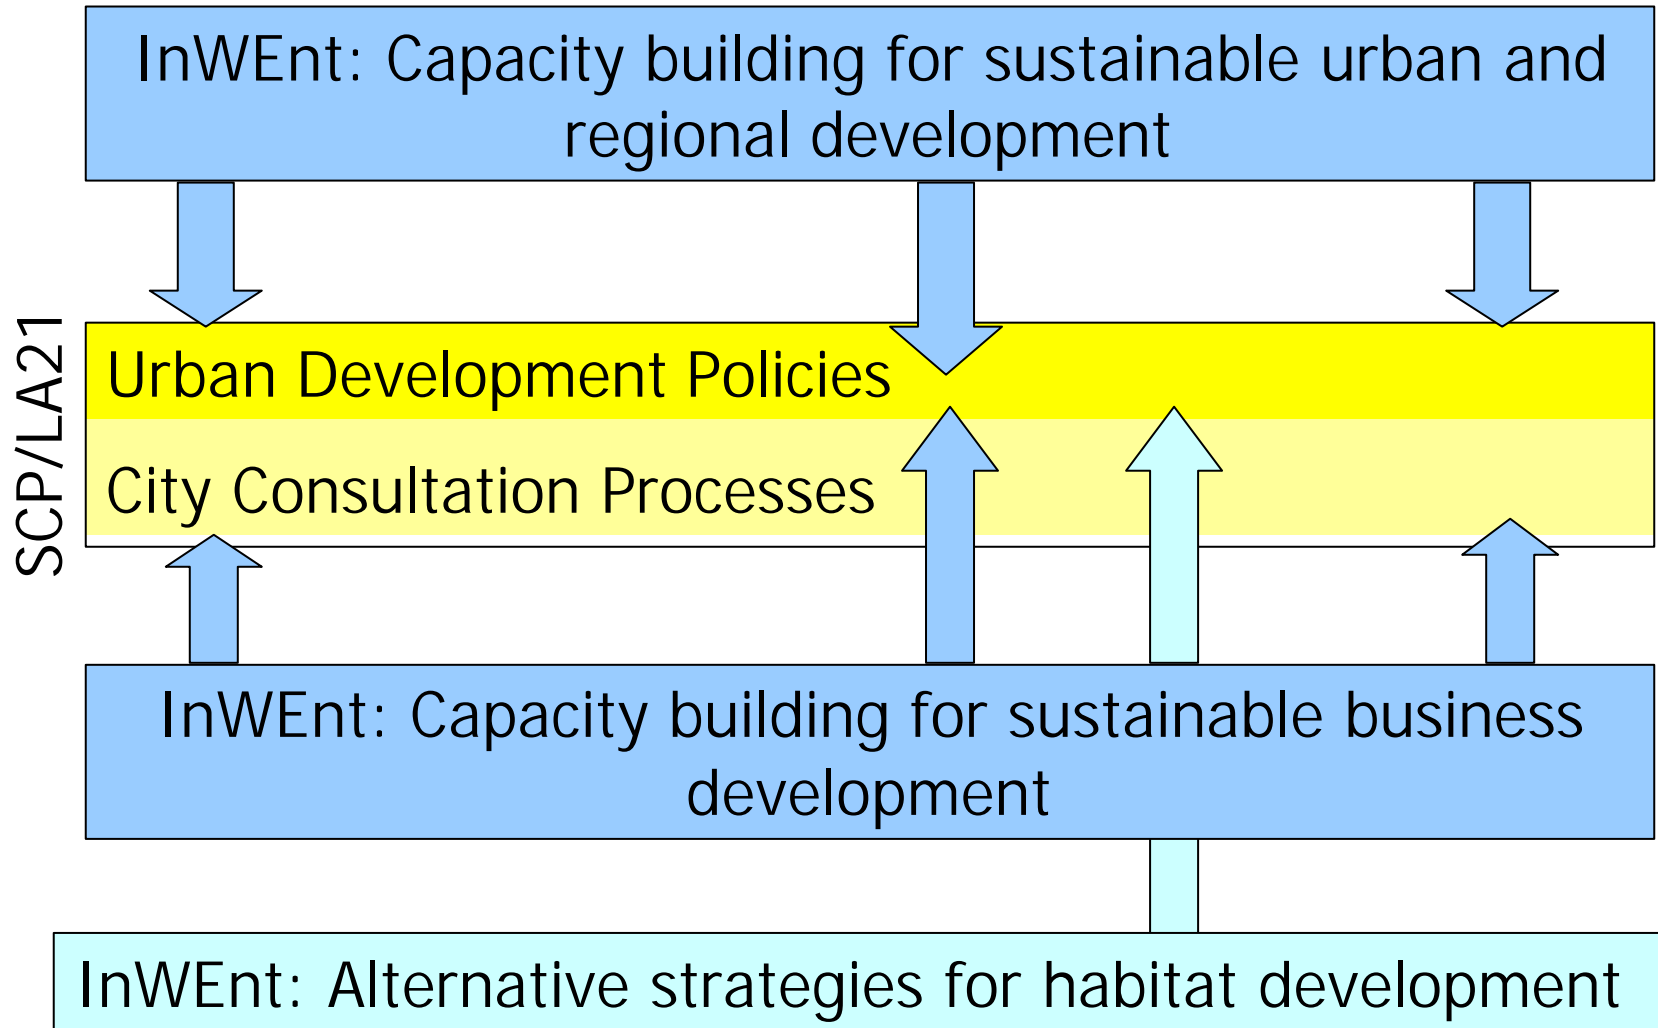 InWEnt: Capacity building for sustainable urban and
regional development
SCP/LA21
Urban Development Policies
City Consultation Processes
InWEnt: Capacity building for sustainable business
development
InWEnt: Alternative strategies for habitat development